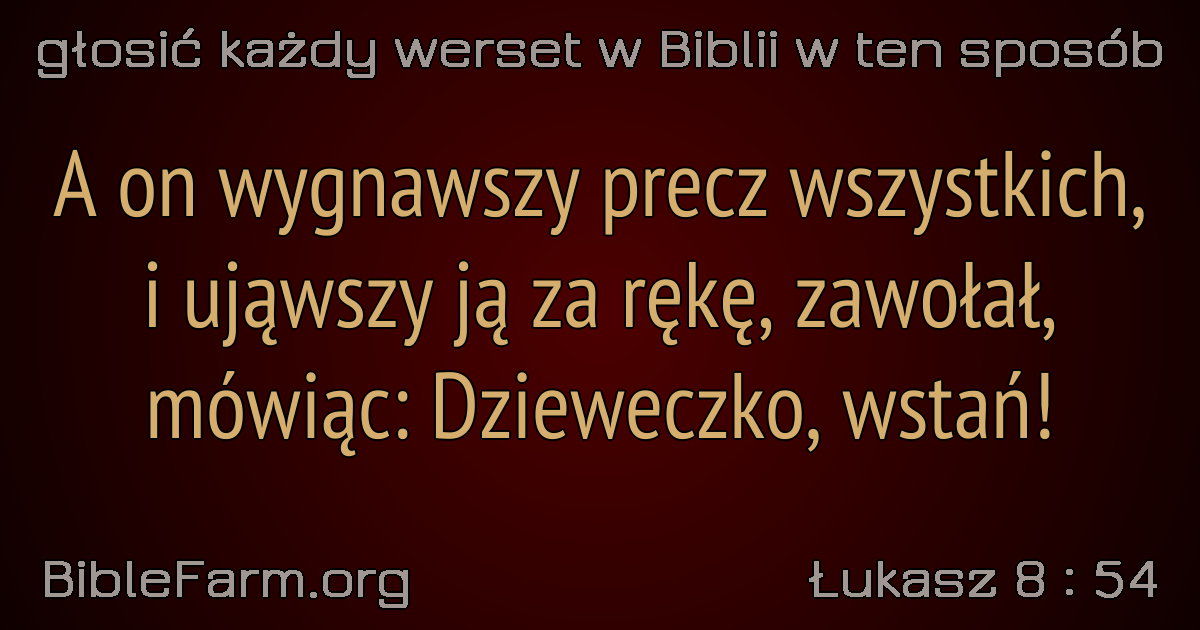 głosić każdy werset w Biblii w ten sposób
A on wygnawszy precz wszystkich,
i ująwszy ją za rękę, zawołał,
mówiąc: Dzieweczko, wstań!
BibleFarm.org
Łukasz 8 : 54